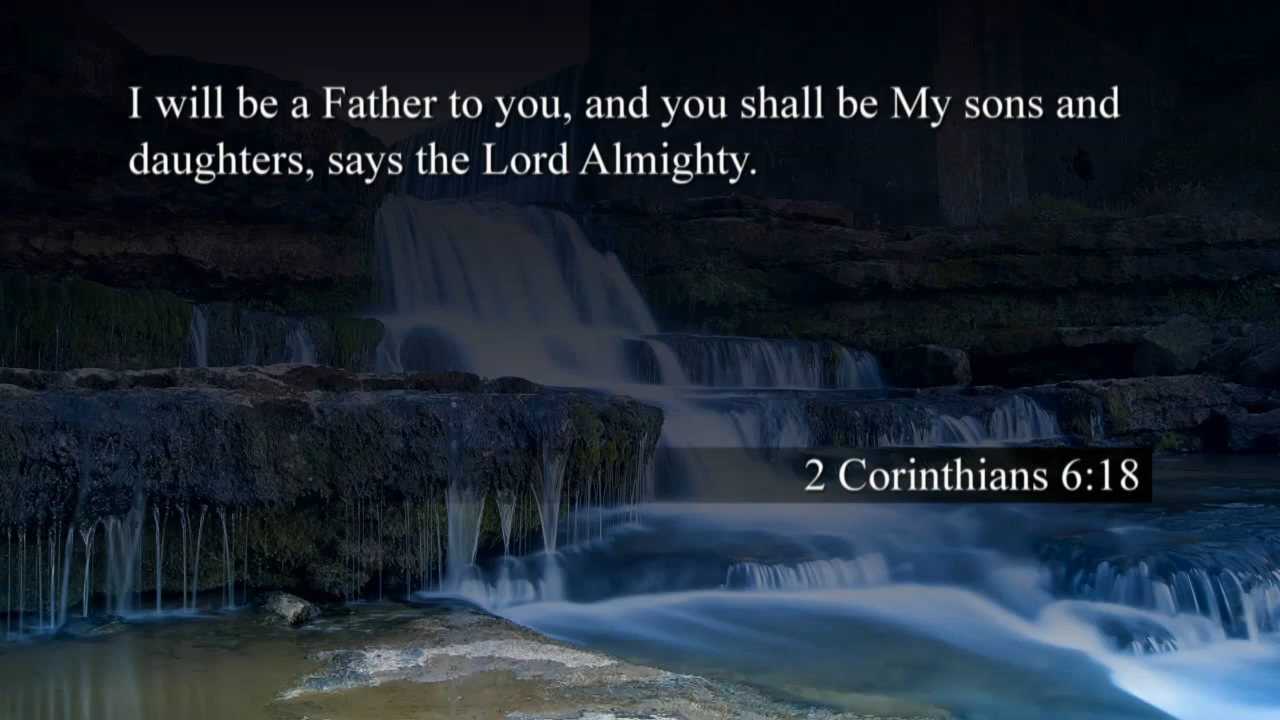 I will be a Father to you, and you shall be My sons and
daughters, says the Lord Almighty.
2 Corinthians 6:18